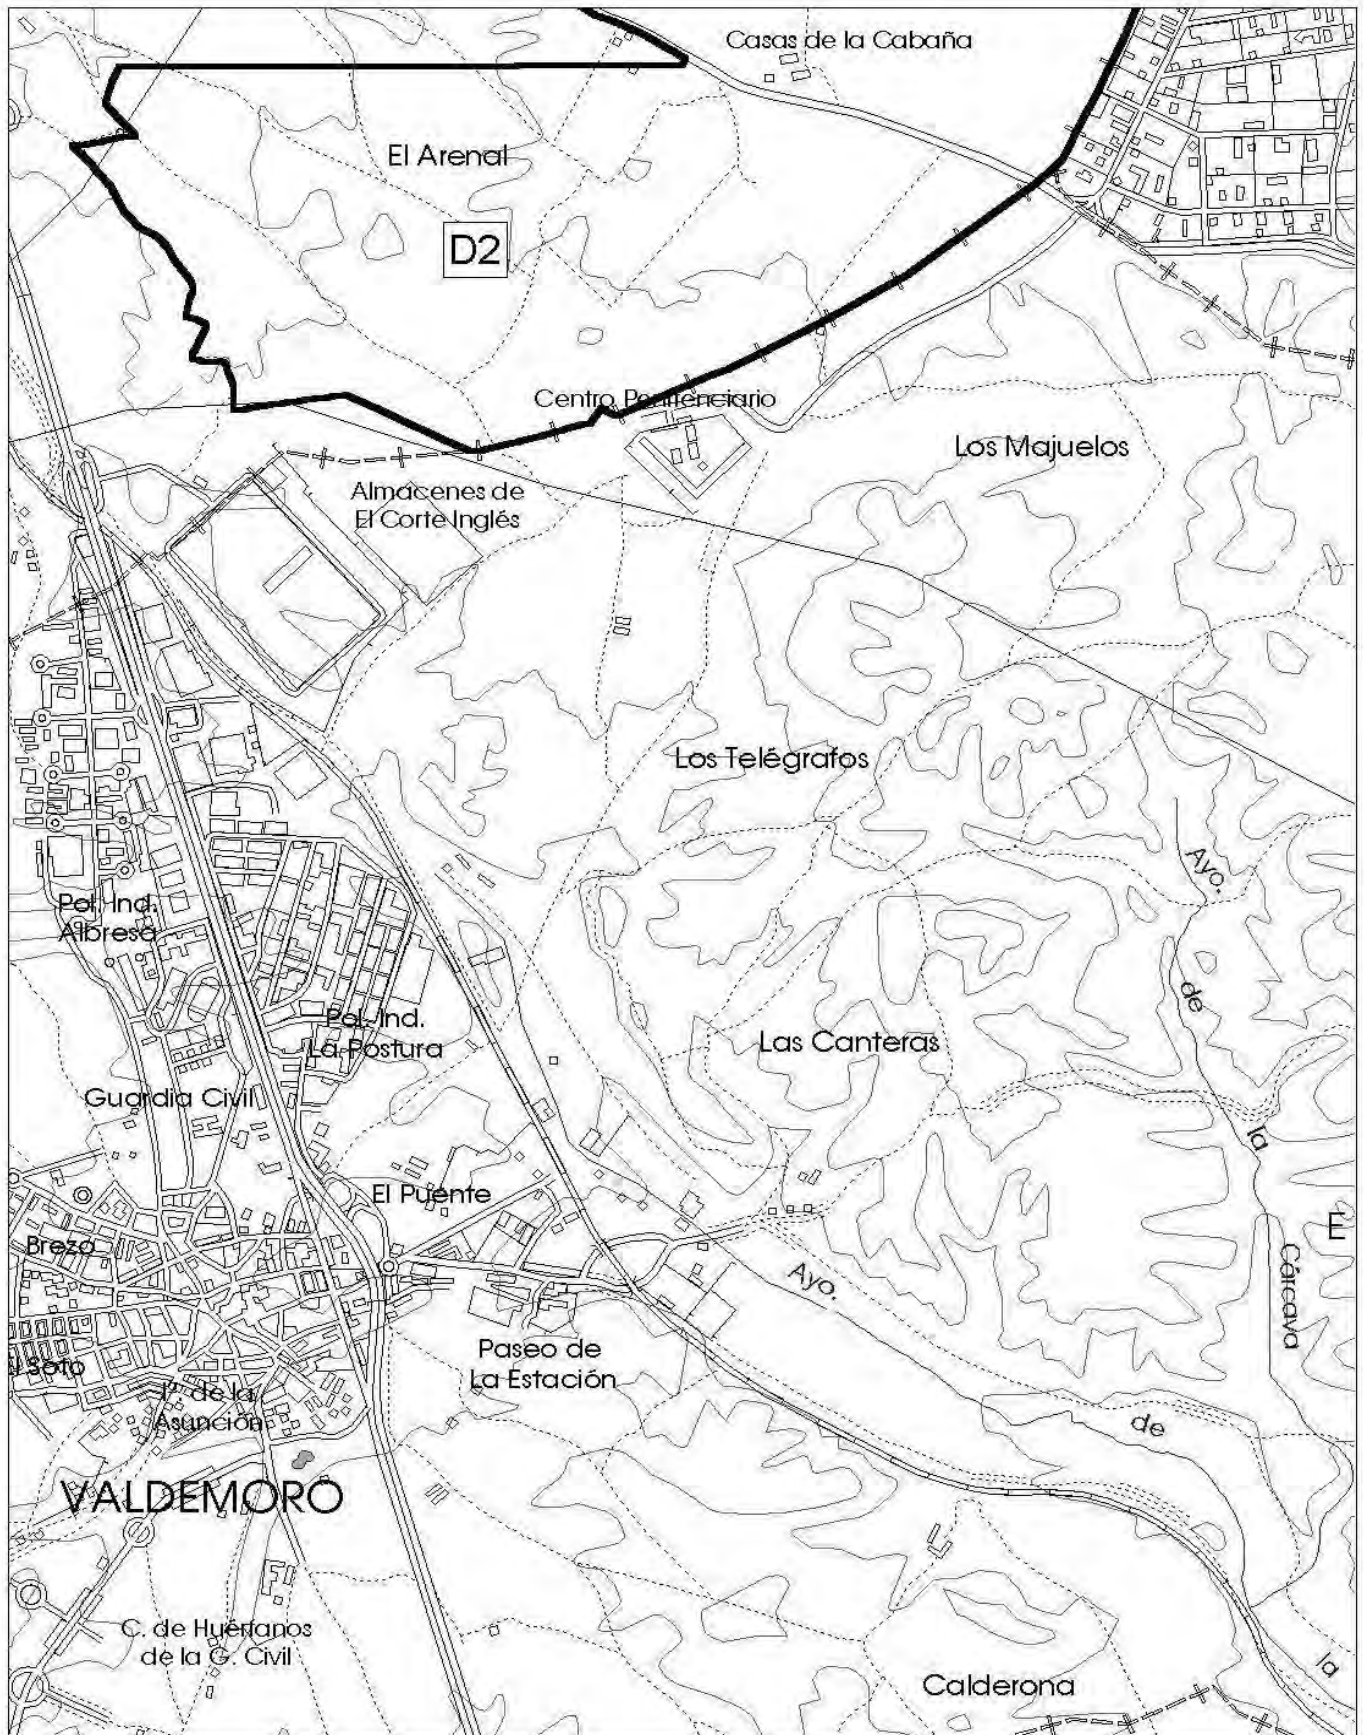 Casas de la Cabaña
El Arenal
D2
Centro Penitenciario
Los Majuelos
Almacenes de
El Corte Inglés
Los Telégrafos
Ayo.
Pol. Ind.
Albresa
de
Pol. Ind.
La Postura
Las Canteras
Guardia Civil
la
El Puente
E
Brezo
Cárcava
Ayo.
Paseo de
La Estación
El Soto
Iª. de la
Asunción
de
VALDEMORO
C. de Huérfanos
de la G. Civil
la
Calderona